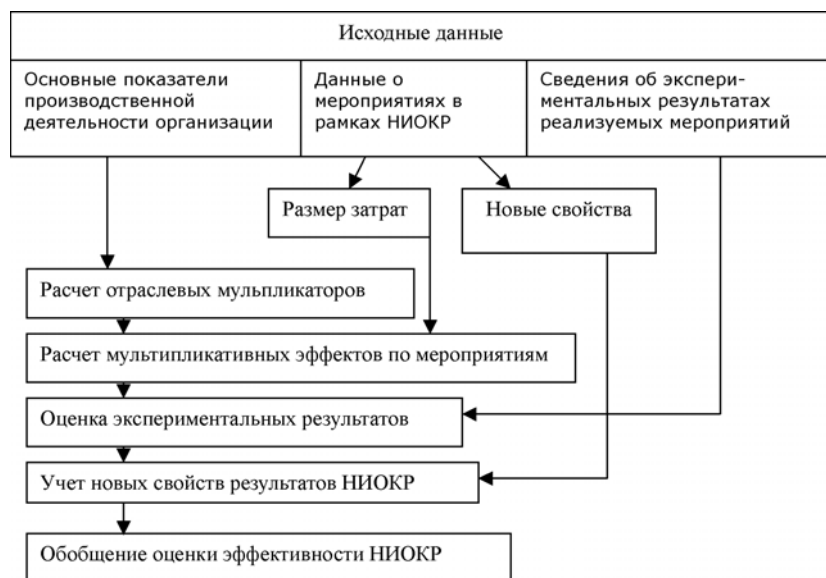 Исходные данные
Основные показатели
производственной
деятельности организации
Данные о
мероприятиях в
рамках НИОКР
Сведения об экспери-
ментальных результатах
реализуемых мероприятий
Размер затрат
Новые свойства
Расчет отраслевых мульпликаторов
Расчет мультипликативных эффектов по мероприятиям
Оценка экспериментальных результатов
Учет новых свойств результатов НИОКР
Обобщение оценки эффективности НИОКР